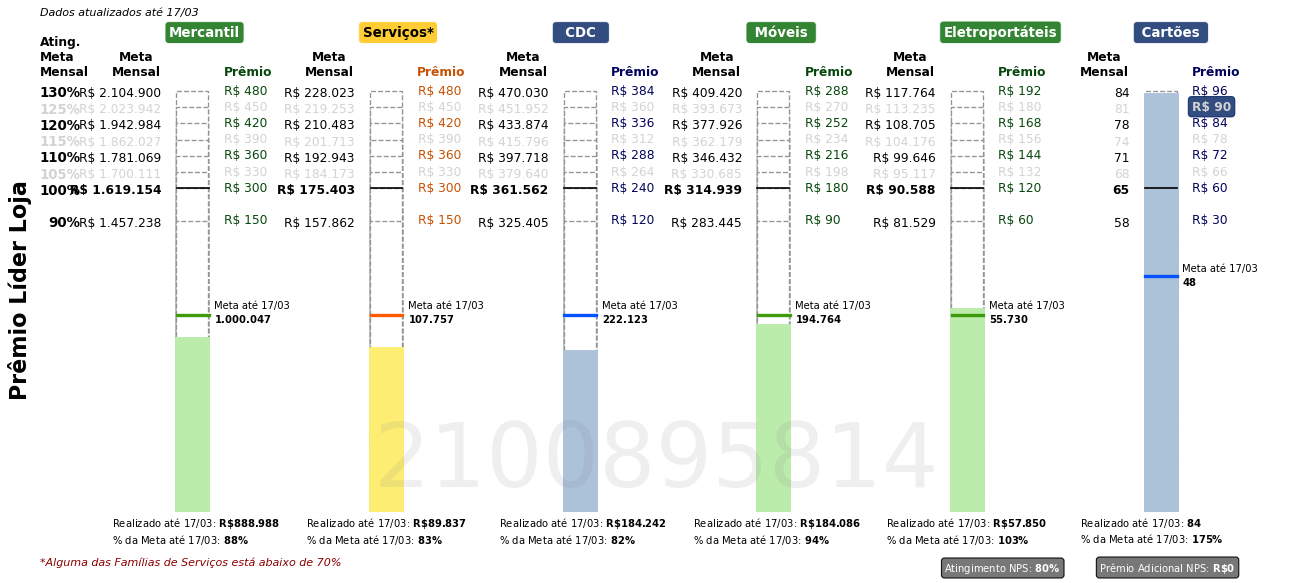 Dados atualizados até 17/03
Mercantil Serviços* CDC Móveis Eletroportáteis Cartões
Ating.
Meta Meta Meta Meta Meta Meta Meta
Mensal Mensal Prêmio Mensal Prêmio Mensal Prêmio Mensal Prêmio Mensal Prêmio Mensal Prêmio
130% R$ 2.104.900 R$ 480 R$ 228.023 R$ 480 R$ 470.030 R$ 384 R$ 409.420 R$ 288 R$ 117.764 R$ 192 84 R$ 96
125% R$ 2.023.942 R$ 450 R$ 219.253 R$ 450 R$ 451.952 R$ 360 R$ 393.673 R$ 270 R$ 113.235 R$ 180 81 R$ 90
120% R$ 1.942.984 R$ 420 R$ 210.483 R$ 420 R$ 433.874 R$ 336 R$ 377.926 R$ 252 R$ 108.705 R$ 168 78 R$ 84
115% R$ 1.862.027 R$ 390 R$ 201.713 R$ 390 R$ 415.796 R$ 312 R$ 362.179 R$ 234 R$ 104.176 R$ 156 74 R$ 78
110% R$ 1.781.069 R$ 360 R$ 192.943 R$ 360 R$ 397.718 R$ 288 R$ 346.432 R$ 216 R$ 99.646 R$ 144 71 R$ 72
105% R$ 1.700.111 R$ 330 R$ 184.173 R$ 330 R$ 379.640 R$ 264 R$ 330.685 R$ 198 R$ 95.117 R$ 132 68 R$ 66
100% R$ 1.619.154 R$ 300 R$ 175.403 R$ 300 R$ 361.562 R$ 240 R$ 314.939 R$ 180 R$ 90.588 R$ 120 65 R$ 60
90% R$ 1.457.238 R$ 150 R$ 157.862 R$ 150 R$ 325.405 R$ 120 R$ 283.445 R$ 90 R$ 81.529 R$ 60 58 R$ 30
Prêmio Líder Loja
Meta até 17/03
48
Meta até 17/03 Meta até 17/03 Meta até 17/03 Meta até 17/03 Meta até 17/03
1.000.047 107.757 222.123 194.764 55.730
2100895814
Realizado até 17/03: R$888.988 Realizado até 17/03: R$89.837 Realizado até 17/03: R$184.242 Realizado até 17/03: R$184.086 Realizado até 17/03: R$57.850 Realizado até 17/03: 84
% da Meta até 17/03: 88% % da Meta até 17/03: 83% % da Meta até 17/03: 82% % da Meta até 17/03: 94% % da Meta até 17/03: 103% % da Meta até 17/03: 175%
*Alguma das Famílias de Serviços está abaixo de 70%
Atingimento NPS: 80% Prêmio Adicional NPS: R$0